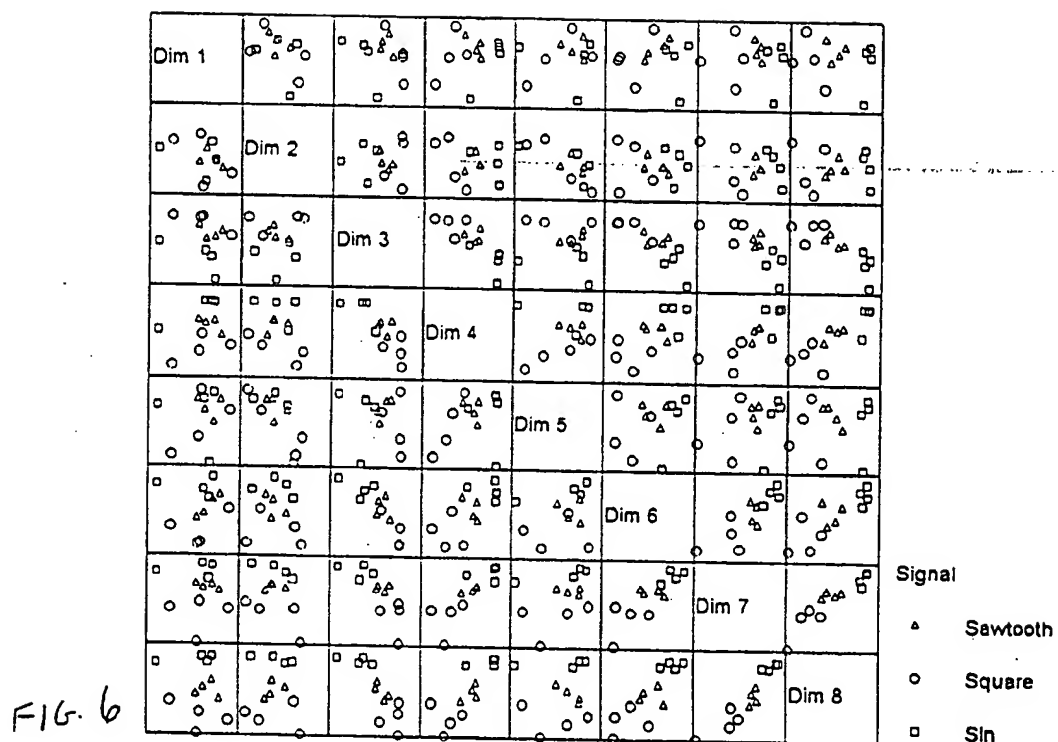 Dim 1
Dim 2
Dim 3
Dim 4
Dim 5
Dim 6
Dim 7
Dim 8
Signal
Sawtooth
Square
Sin
FIG. 6